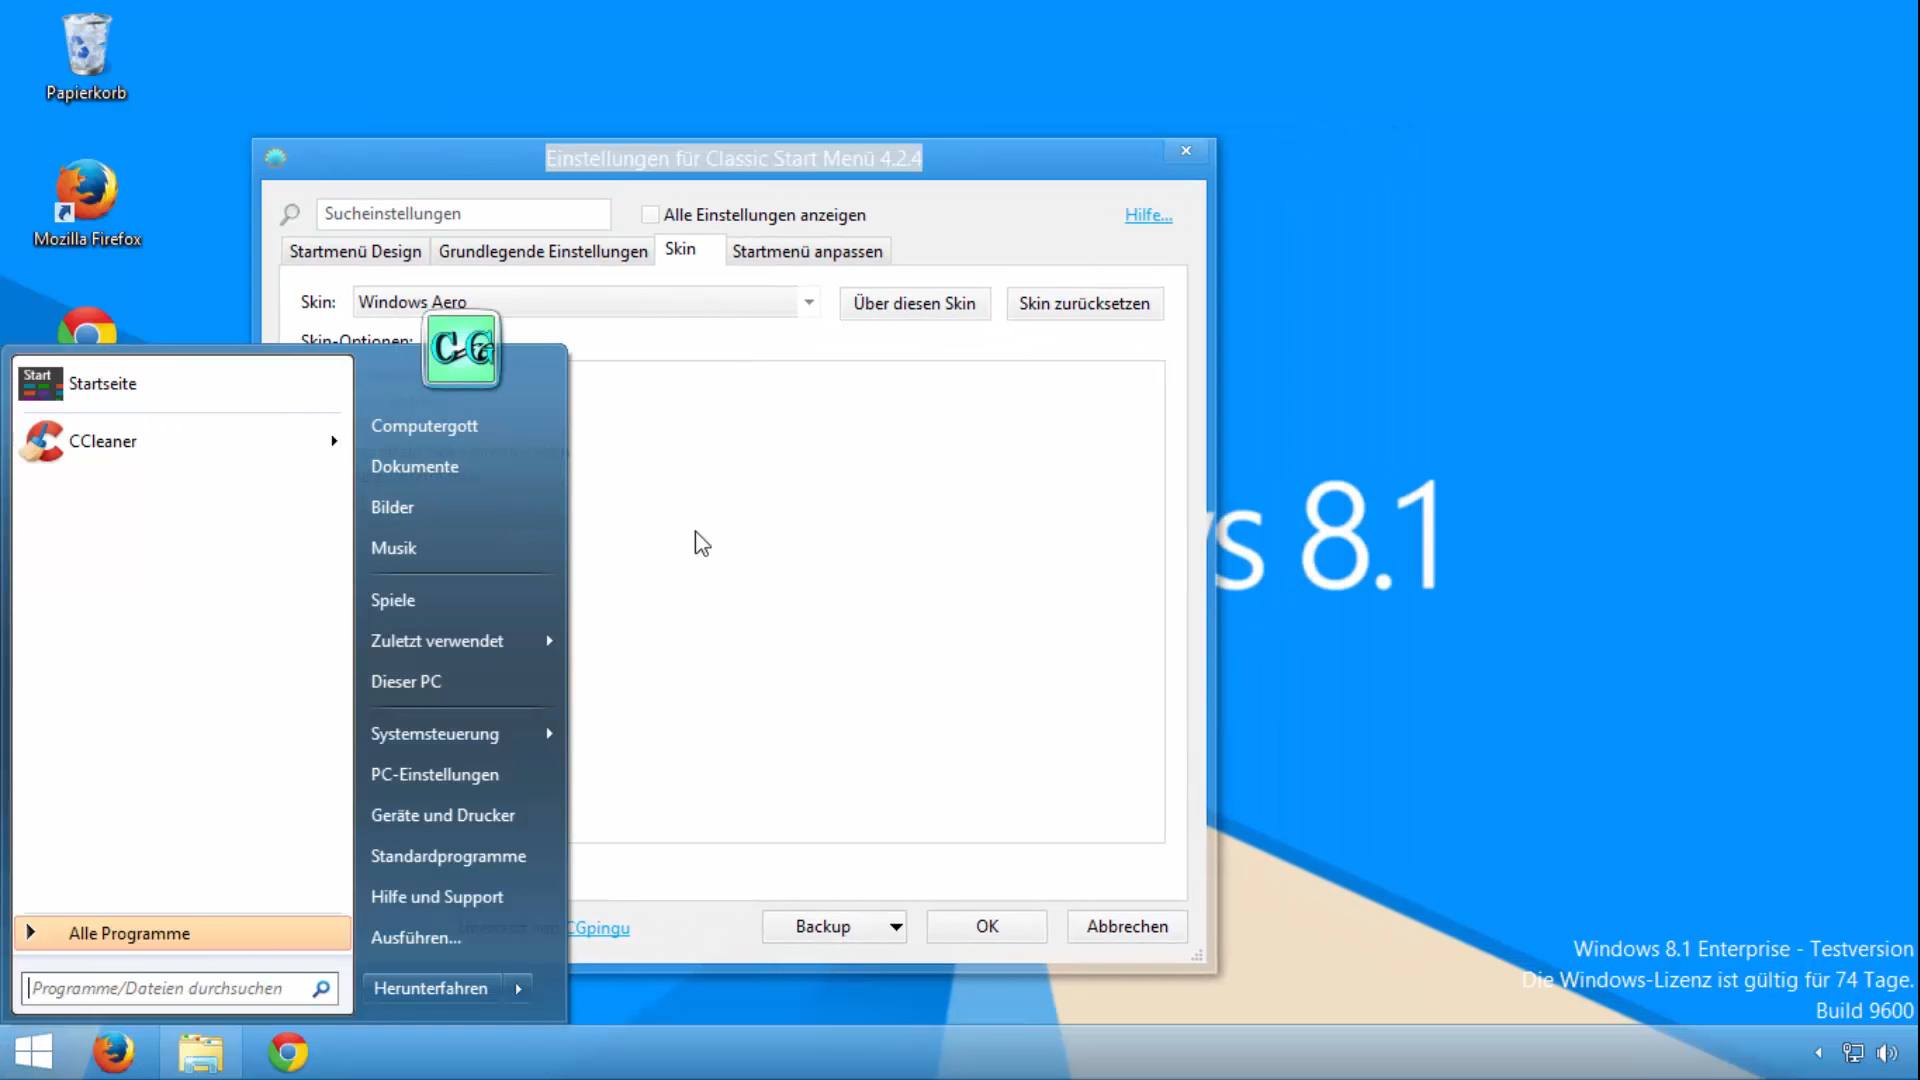 Papierkorb
Mozilla Firefox
Einstellungen für Classic Start Menü 4.2.4
Sucheinstellungen
Alle Einstellungen anzeigen
Hilfe...
Startmenü Design
Grundlegende Einstellungen
Skin
Startmenü anpassen
Skin:
Windows Aero
Über diesen Skin
Skin zurücksetzen
Skin-Optionen:
Start
Startseite
CCleaner
Alle Programme
Programme/Dateien durchsuchen
Computergott
Dokumente
Bilder
Musik
Spiele
Zuletzt verwendet
Dieser PC
Systemsteuerung
PC-Einstellungen
Geräte und Drucker
Standardprogramme
Hilfe und Support
Ausführen...
Herunterfahren
CGpingu
Backup
OK
Abbrechen
8.1
Windows 8.1 Enterprise - Testversion
Die Windows-Lizenz ist gültig für 74 Tage.
Build 9600